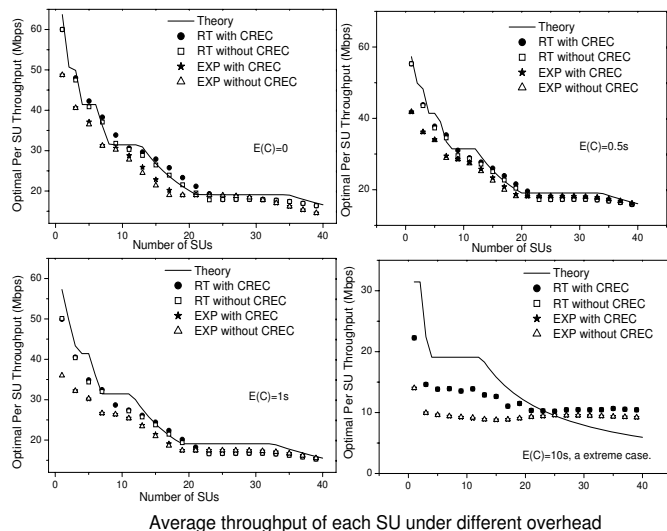 Optimal Per SU Throughput (Mbps)
60
50
40
30
20
Theory
RT with CREC
RT without CREC
EXP with CREC
EXP without CREC
E(C)=0
0 10 20 30 40
Number of SUs
Optimal Per SU Throughput (Mbps)
60
40
20
Theory
RT with CREC
RT without CREC
EXP with CREC
EXP without CREC
E(C)=0.5s
0 10 20 30 40
Number of SUs
Optimal Per SU Throughput (Mbps)
60
50
40
30
20
Theory
RT with CREC
RT without CREC
EXP with CREC
EXP without CREC
E(C)=1s
0 10 20 30 40
Number of SUs
Optimal Per SU Throughput (Mbps)
30
20
10
0
Theory
RT with CREC
RT without CREC
EXP with CREC
EXP without CREC
E(C)=10s, a extreme case.
0 10 20 30 40
Average throughput of each SU under different overhead